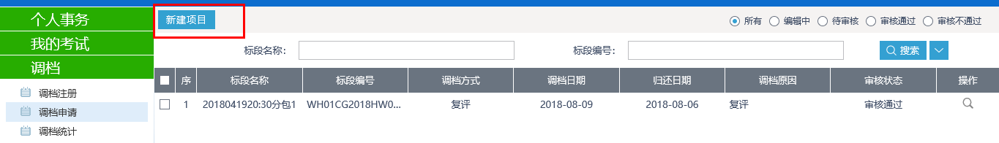 个人事务
我的考试
调档
调档注册
调档申请
调档统计
新建项目
所有 编辑中 待审核 审核通过 审核不通过
标段名称： 标段编号： 搜索
序 标段名称 标段编号 调档方式 调档日期 归还日期 调档原因 审核状态 操作
1 2018041920:30分包1 WH01CG2018HW0... 复评 2018-08-09 2018-08-06 复评 审核通过